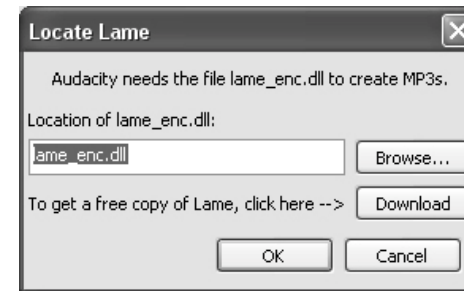 Locate Lame
Audacity needs the file lame_enc.dll to create MP3s.
Location of lame_enc.dll:
lame_enc.dll
Browse...
To get a free copy of Lame, click here -->
Download
OK
Cancel